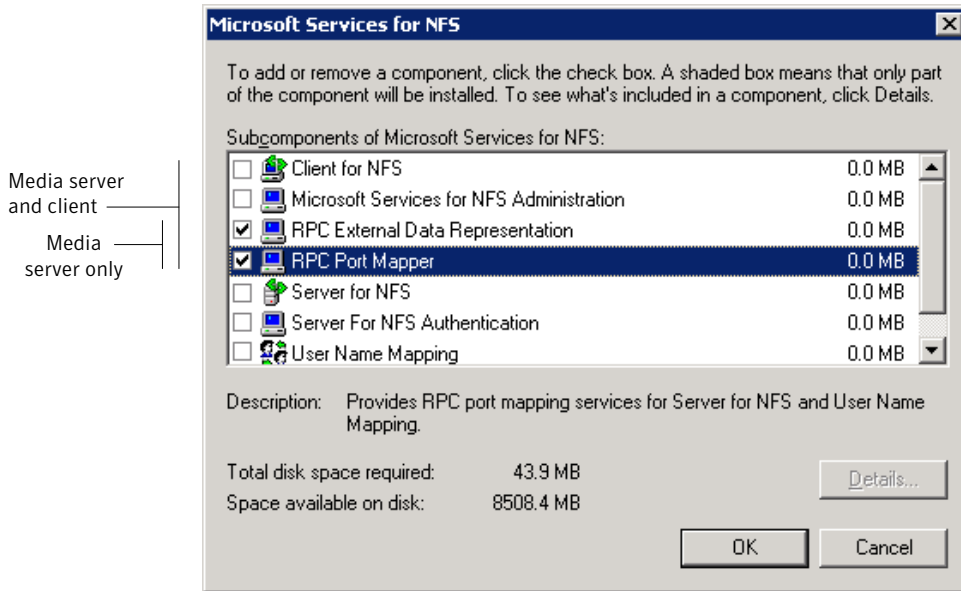 Microsoft Services for NFS
To add or remove a component, click the check box. A shaded box means that only part
of the component will be installed. To see what's included in a component, click Details.
Subcomponents of Microsoft Services for NFS:
Client for NFS 0.0 MB
Microsoft Services for NFS Administration 0.0 MB
RPC External Data Representation 0.0 MB
RPC Port Mapper 0.0 MB
Server for NFS 0.0 MB
Server For NFS Authentication 0.0 MB
User Name Mapping 0.0 MB
Media server
and client
Media
server only
Description: Provides RPC port mapping services for Server for NFS and User Name
Mapping.
Total disk space required: 43.9 MB
Space available on disk: 8508.4 MB
Details...
OK Cancel